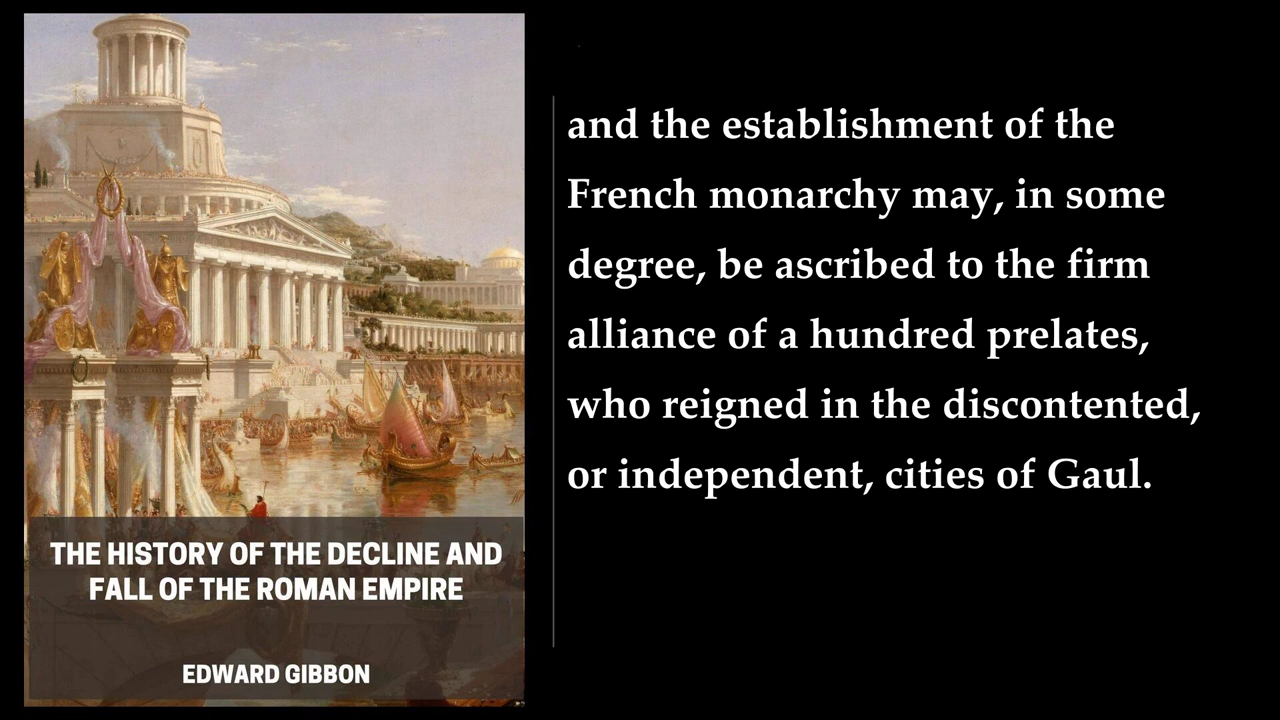 and the establishment of the
French monarchy may, in some
degree, be ascribed to the firm
alliance of a hundred prelates,
who reigned in the discontented,
or independent, cities of Gaul.
THE HISTORY OF THE DECLINE AND
FALL OF THE ROMAN EMPIRE
EDWARD GIBBON